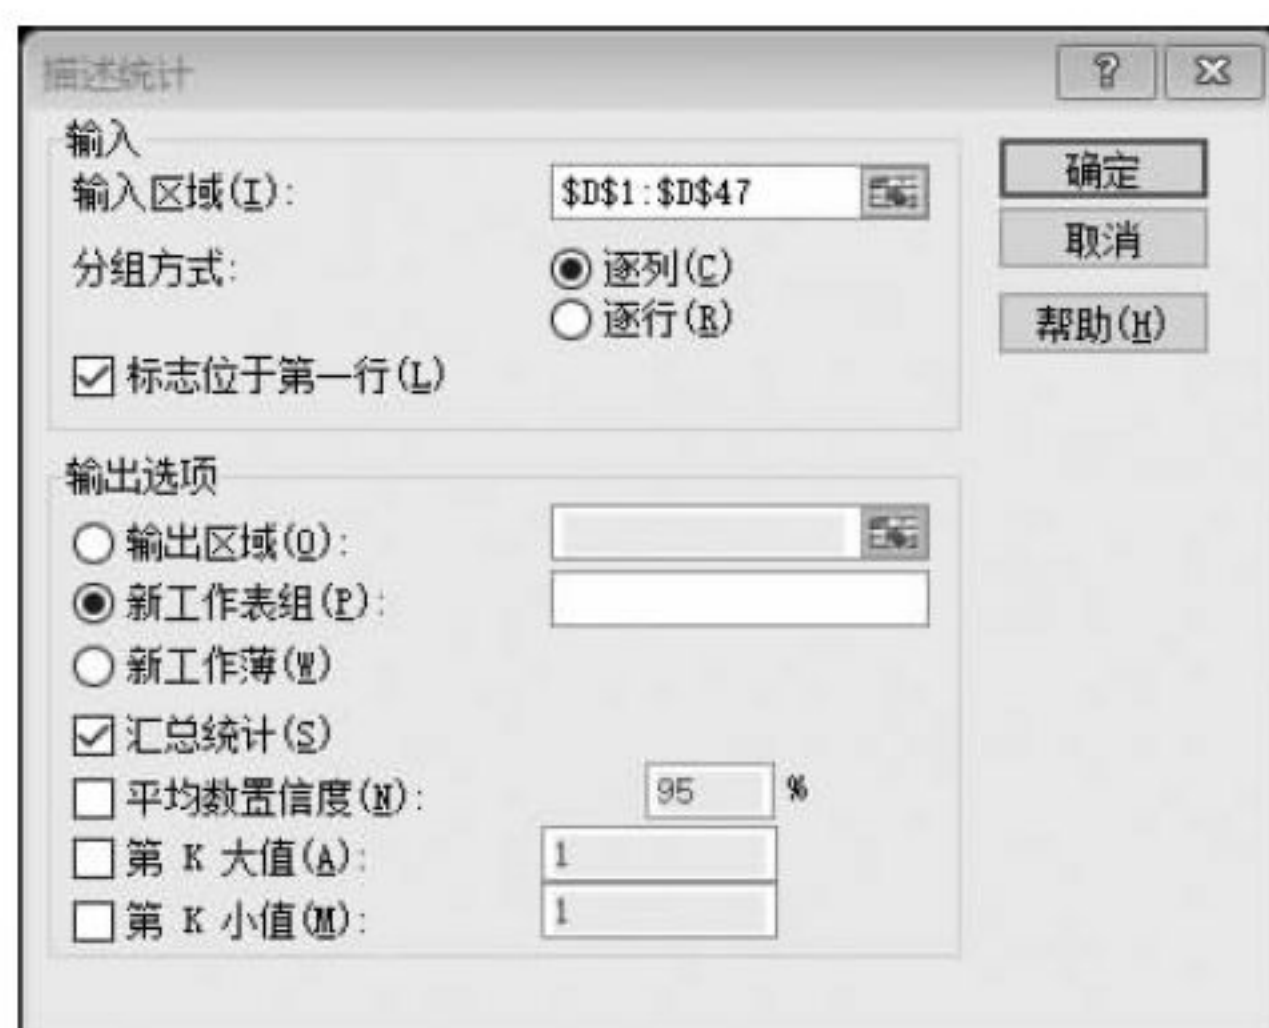 描述统计
输入
输入区域(I):
$D$1:$D$47
确定
取消
帮助(H)
分组方式:
逐列(C)
逐行(R)
标志位于第一行(L)
输出选项
输出区域(O):
新工作表组(P):
新工作薄(W)
汇总统计(S)
平均数置信度(N):
95 %
第 K 大值(A):
1
第 K 小值(M):
1